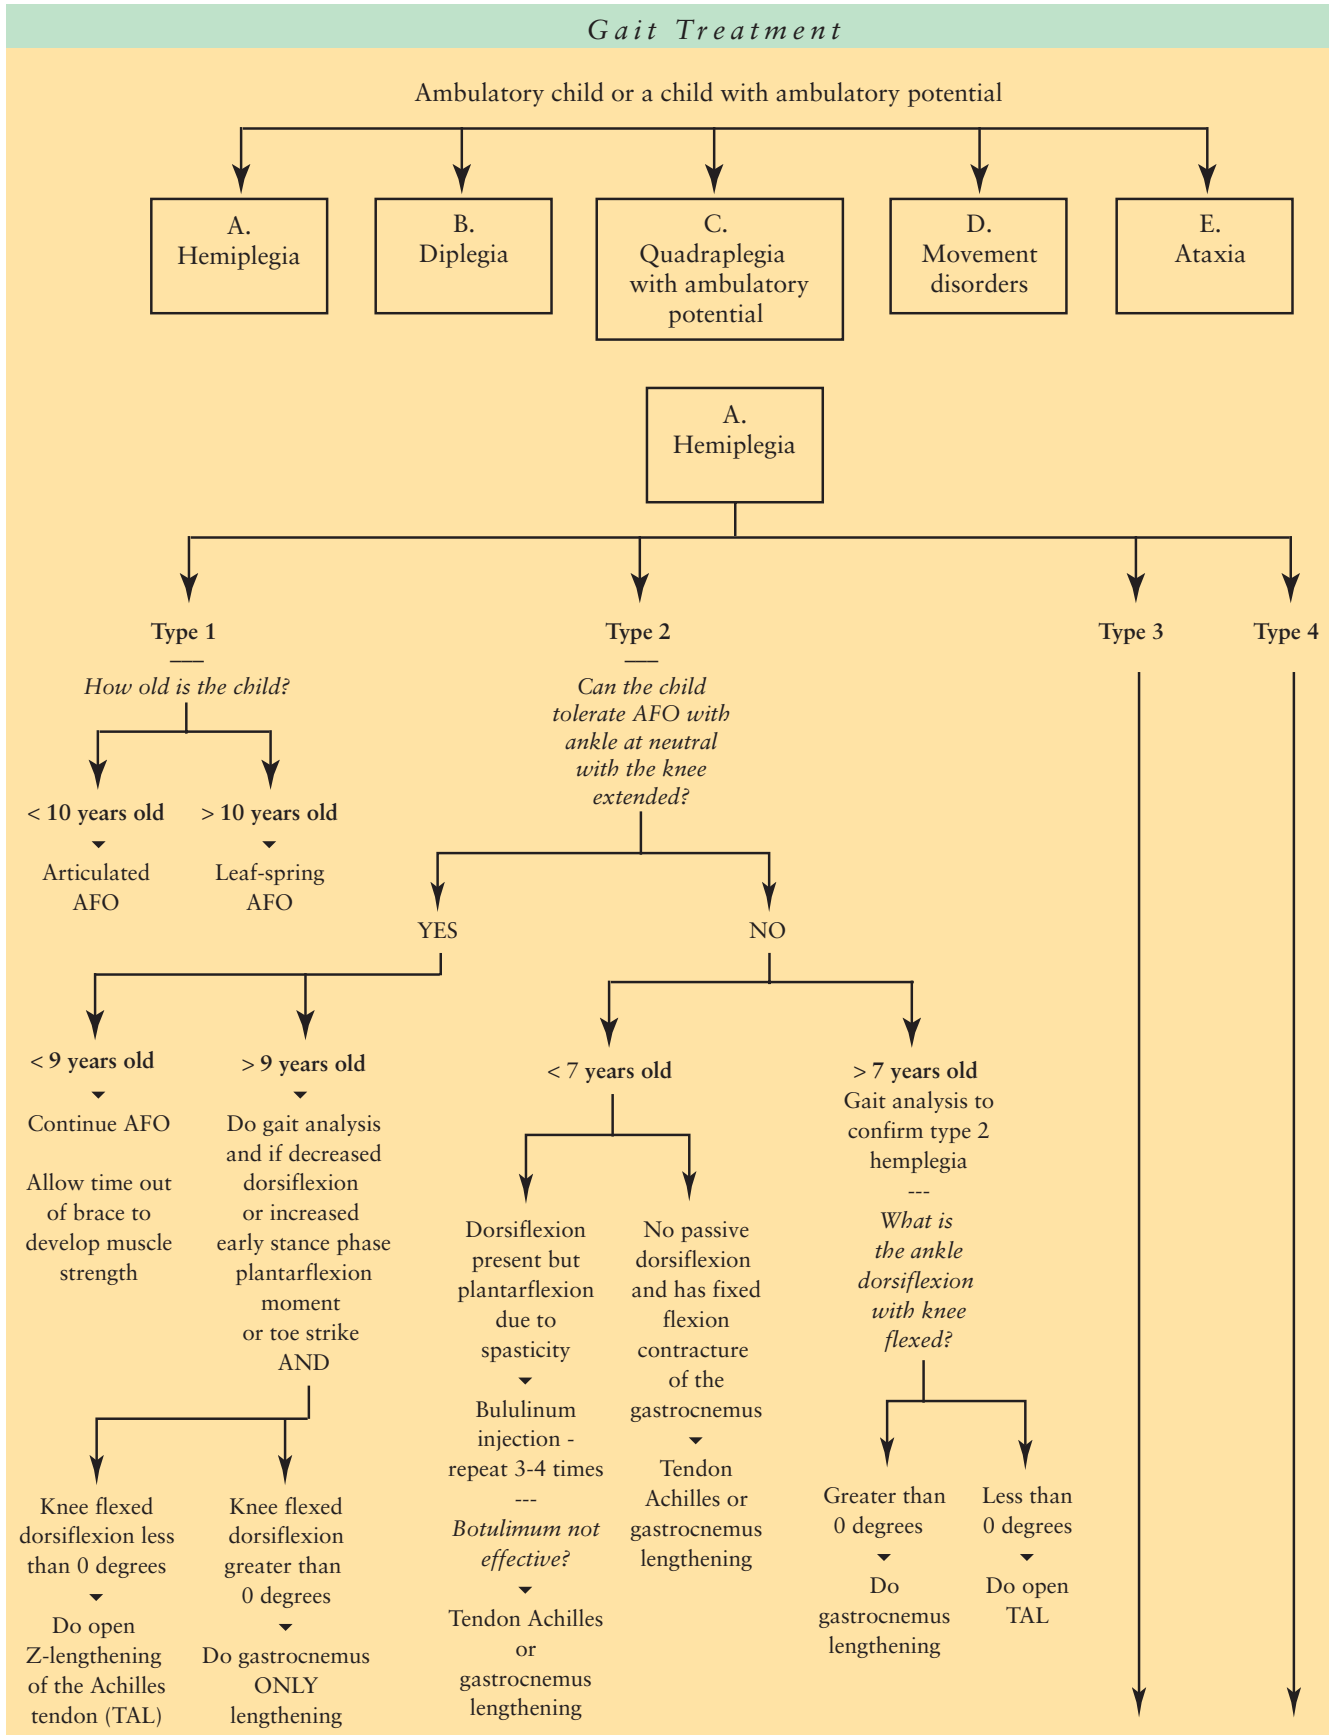 Gait Treatment
Ambulatory child or a child with ambulatory potential
A.
Hemiplegia
B.
Diplegia
C.
Quadraplegia
with ambulatory
potential
D.
Movement
disorders
E.
Ataxia
A.
Hemiplegia
Type 1
How old is the child?
< 10 years old
Articulated
AFO
> 10 years old
Leaf-spring
AFO
Type 2
Can the child
tolerate AFO with
ankle at neutral
with the knee
extended?
YES
< 9 years old
Continue AFO
Allow time out
of brace to
develop muscle
strength
> 9 years old
Do gait analysis
and if decreased
dorsiflexion
or increased
early stance phase
plantarflexion
moment
or toe strike
AND
Knee flexed
dorsiflexion less
than 0 degrees
Do open
Z-lengthening
of the Achilles
tendon (TAL)
Knee flexed
dorsiflexion
greater than
0 degrees
Do gastrocnemus
ONLY
lengthening
NO
< 7 years old
Dorsiflexion
present but
plantarflexion
due to
spasticity
Bululinum
injection -
repeat 3-4 times
---
Botulimum not
effective?
Tendon Achilles
or
gastrocnemus
lengthening
No passive
dorsiflexion
and has fixed
flexion
contracture
of the
gastrocnemus
Tendon
Achilles or
gastrocnemus
lengthening
> 7 years old
Gait analysis to
confirm type 2
hemplegia
---
What is
the ankle
dorsiflexion
with knee
flexed?
Greater than
0 degrees
Do
gastrocnemus
lengthening
Less than
0 degrees
Do open
TAL
Type 3
Type 4